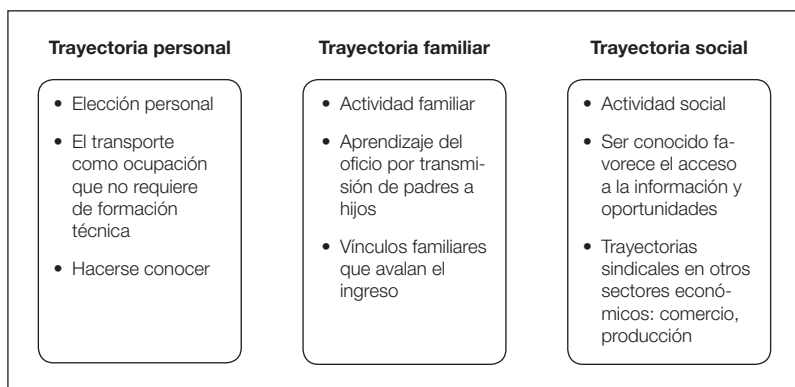 Trayectoria personal
• Elección personal
• El transporte
como ocupación
que no requiere
de formación
técnica
• Hacerse conocer
Trayectoria familiar
• Actividad familiar
• Aprendizaje del
oficio por transmi-
sión de padres a
hijos
• Vínculos familiares
que avalan el
ingreso
Trayectoria social
• Actividad social
• Ser conocido fa-
vorece el acceso
a la información y
oportunidades
• Trayectorias
sindicales en otros
sectores econó-
micos: comercio,
producción